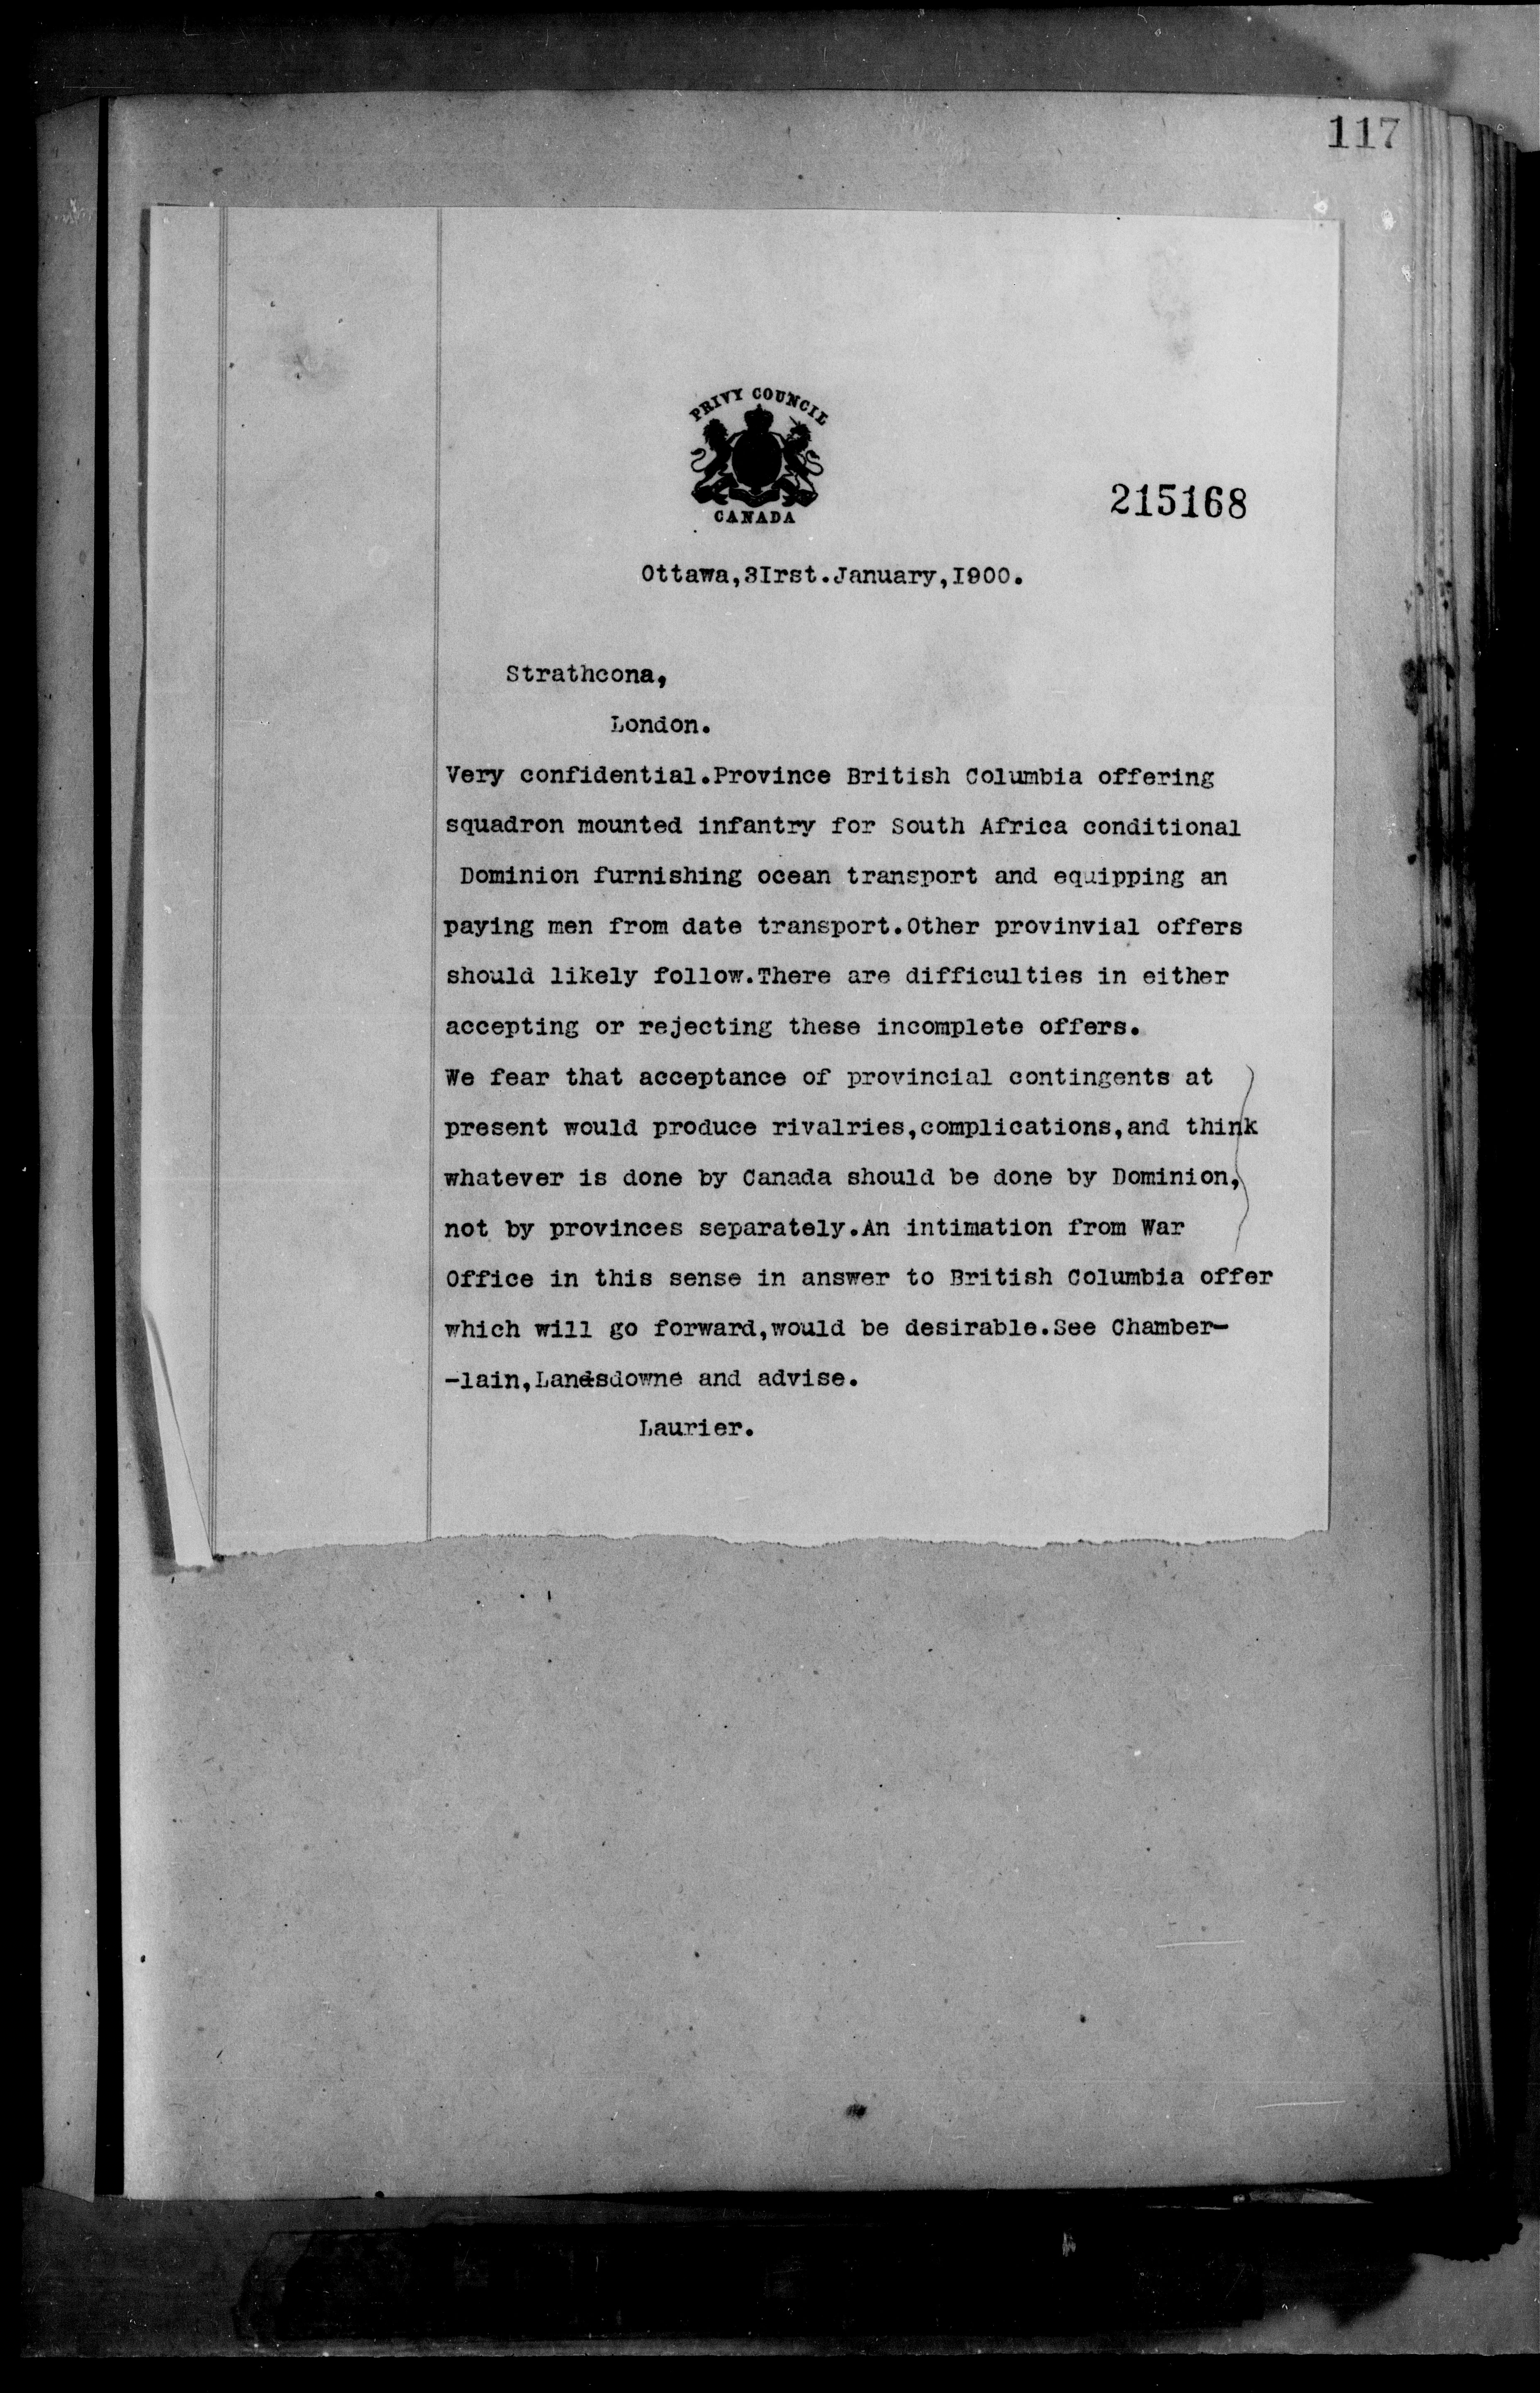 117
PRIVY COUNCIL
CANADA
215168
Ottawa,3Irst.January,I900.
Strathcona,
London.
Very confidential.Province British Columbia offering
squadron mounted infantry for South Africa conditional
Dominion furnishing ocean transport and equipping an
paying men from date transport.Other provinvial offers
should likely follow.There are difficulties in either
accepting or rejecting these incomplete offers.
We fear that acceptance of provincial contingents at
present would produce rivalries,complications,and think
whatever is done by Canada should be done by Dominion,
not by provinces separately.An intimation from War
Office in this sense in answer to British Columbia offer
which will go forward,would be desirable.See Chamber-
-lain,Landsdowne and advise.
Laurier.